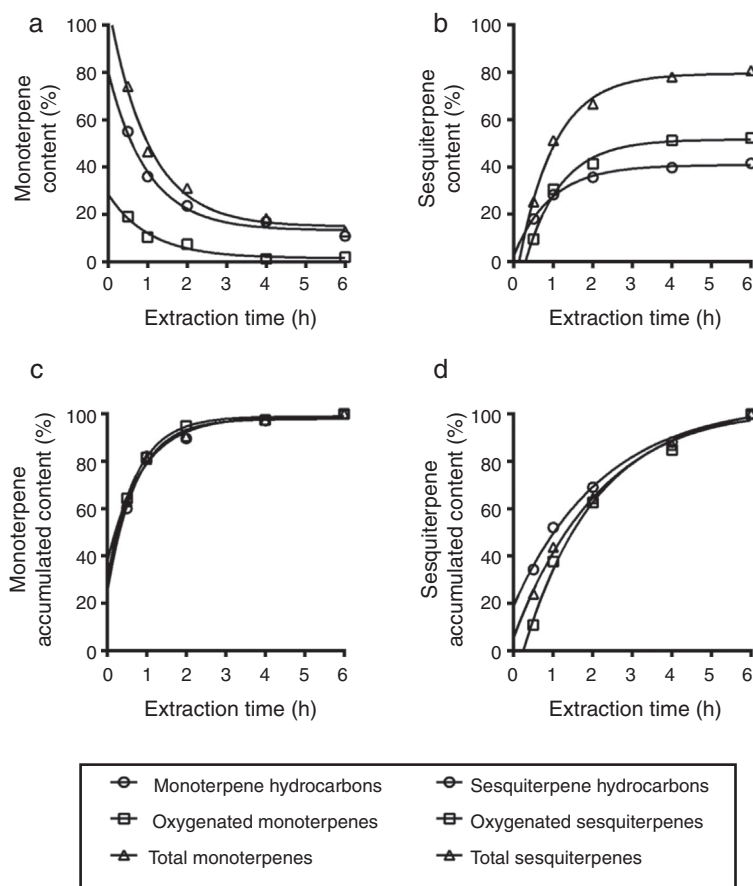 a
100
80
60
40
20
0
Monoterpene
content (%)
0 1 2 3 4 5 6
Extraction time (h)
b
100
80
60
40
20
0
Sesquiterpene
content (%)
0 1 2 3 4 5 6
Extraction time (h)
c
100
80
60
40
20
0
Monoterpene
accumulated content (%)
0 1 2 3 4 5 6
Extraction time (h)
d
100
80
60
40
20
0
Sesquiterpene
accumulated content (%)
0 1 2 3 4 5 6
Extraction time (h)
Monoterpene hydrocarbons
Oxygenated monoterpenes
Total monoterpenes
Sesquiterpene hydrocarbons
Oxygenated sesquiterpenes
Total sesquiterpenes